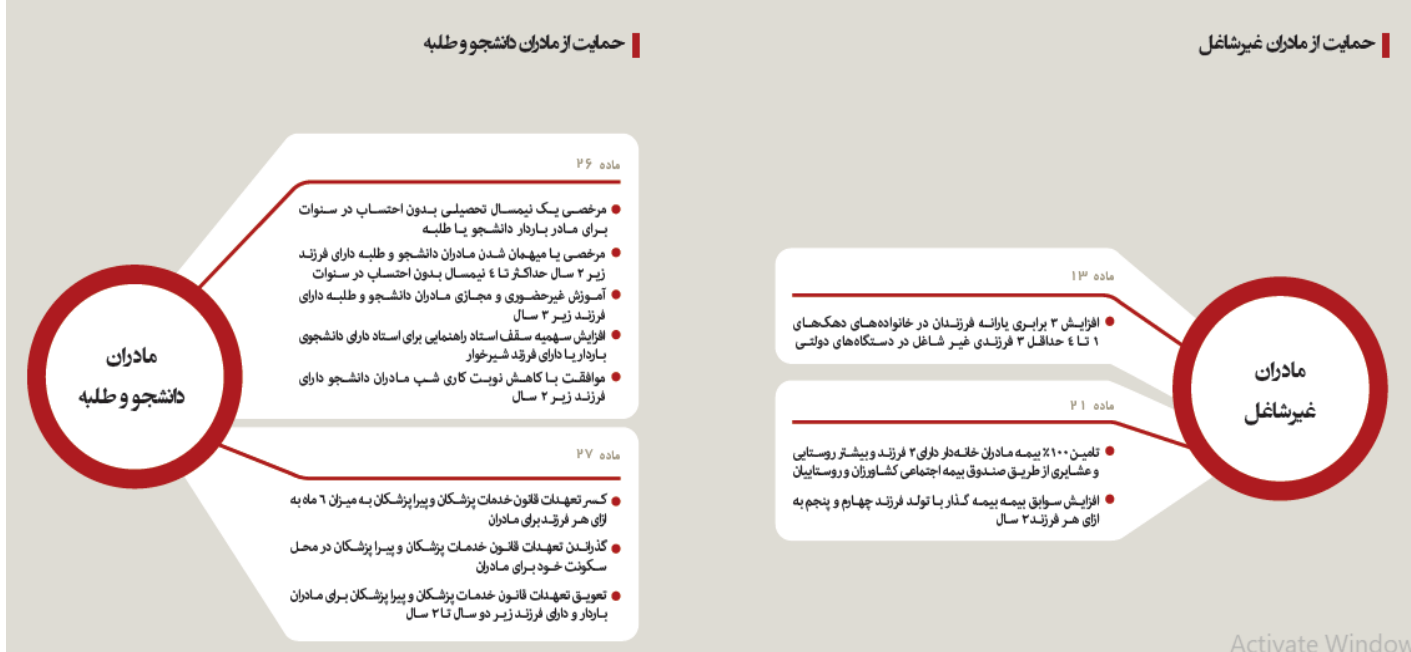 حمایت از مادران غیرشاغل
ماده ۱۳
افزایش ۳ برابری یارانه فرزندان در خانواده‌های دهک‌های
۱ تا ٤ حداقل ۳ فرزندی غیر شاغل در دستگاه‌های دولتی
ماده ۲۱
تامین ۱۰۰٪ بیمه مادران خانه‌دار دارای۳ فرزند و بیشتر روستایی
و عشایری از طریق صندوق بیمه اجتماعی کشاورزان و روستاییان
افزایش سوابق بیمه بیمه گذار با تولد فرزند چهارم و پنجم به
ازای هر فرزند۲ سال
مادران
غیرشاغل
حمایت از مادران دانشجو و طلبه
ماده ۲۶
مرخصی یک نیمسال تحصیلی بدون احتساب در سنوات
برای مادر باردار دانشجو یا طلبه
مرخصی یا میهمان شدن مادران دانشجو و طلبه دارای فرزند
زیر ۲ سال حداکثر تا ٤ نیمسال بدون احتساب در سنوات
آموزش غیرحضوری و مجازی مادران دانشجو و طلبه دارای
فرزند زیر ۳ سال
افزایش سهمیه سقف استاد راهنمایی برای استاد دارای دانشجوی
باردار یا دارای فرزند شیرخوار
موافقت با کاهش نوبت کاری شب مادران دانشجو دارای
فرزند زیر ۲ سال
ماده ۲۷
کسر تعهدات قانون خدمات پزشکان و پیراپزشکان به میزان ٦ ماه به
ازای هر فرزند برای مادران
گذراندن تعهدات قانون خدمات پزشکان و پیرا پزشکان در محل
سکونت خود برای مادران
تعویق تعهدات قانون خدمات پزشکان و پیرا پزشکان برای مادران
باردار و دارای فرزند زیر دو سال تا ۲ سال
مادران
دانشجو و طلبه
Activate Window